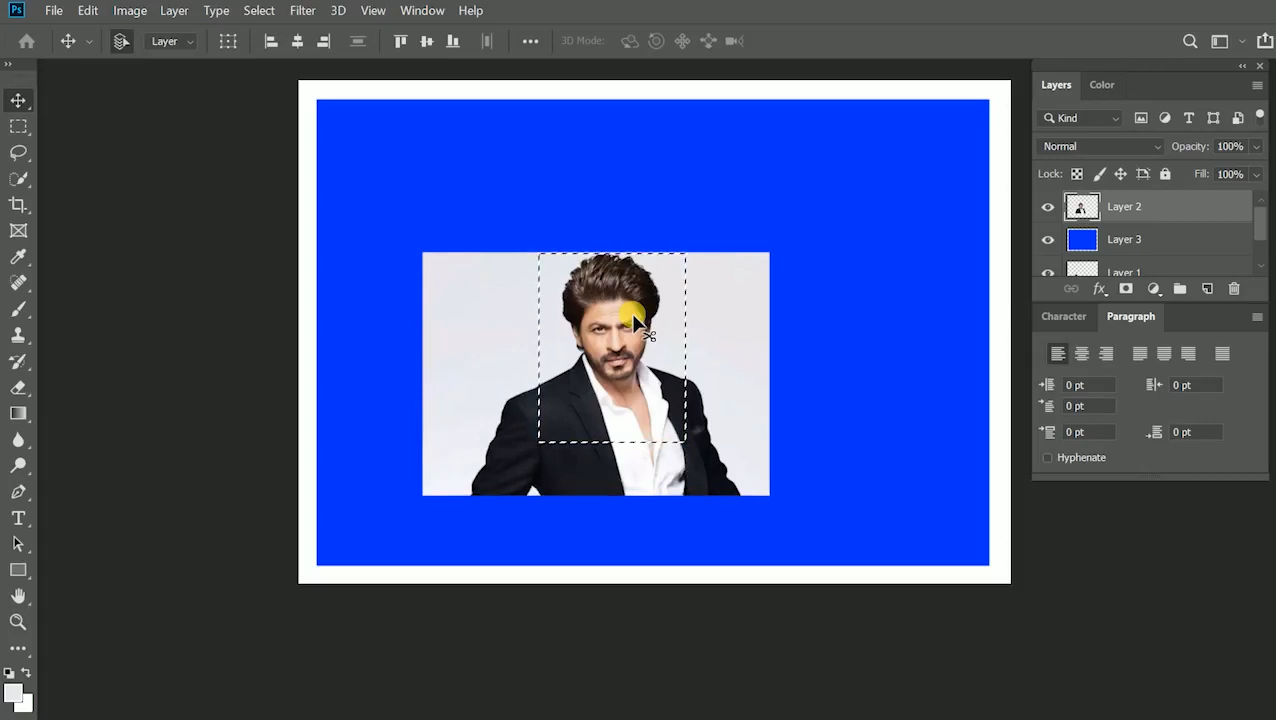 Ps File Edit Image Layer Type Select Filter 3D View Window Help
Layer 3D Mode:
Layers Color
Kind
Normal Opacity: 100%
Lock: Fill: 100%
Layer 2
Layer 3
Layer 1
fx
Character Paragraph
0 pt 0 pt
0 pt
0 pt 0 pt
Hyphenate